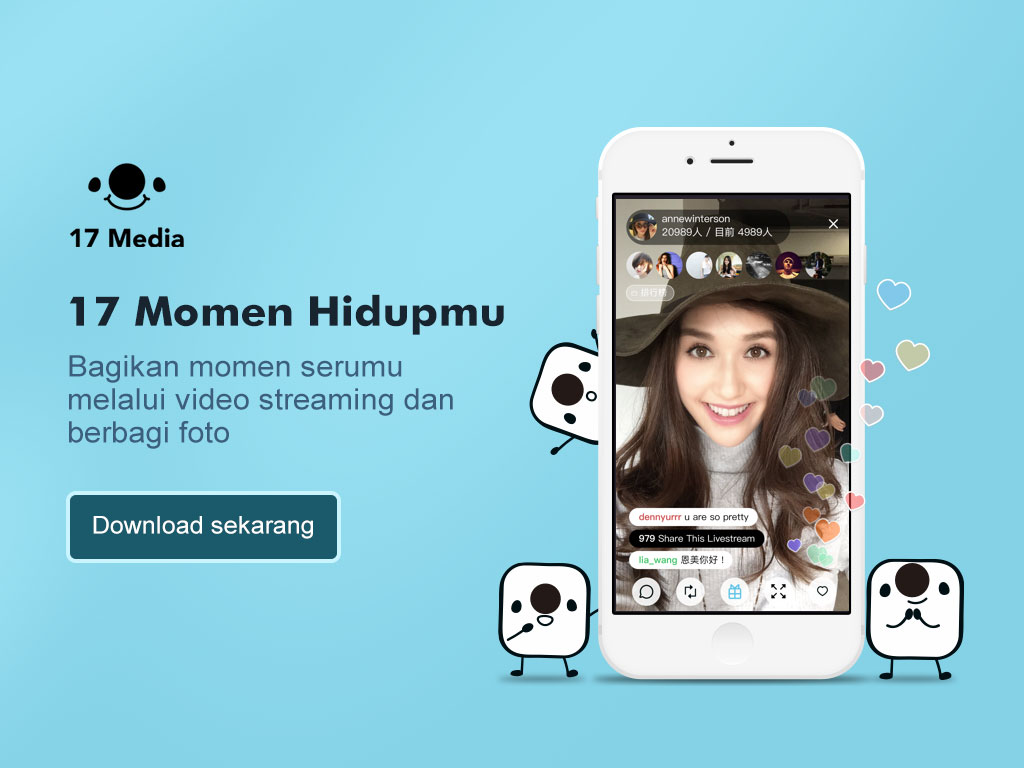 17 Media
17 Momen Hidupmu
Bagikan momen serumu
melalui video streaming dan
berbagi foto
Download sekarang
annewinterson
20989人 / 目前 4989人
排行榜
dennyurrr u are so pretty
979 Share This Livestream
lia_wang 恩美你好！